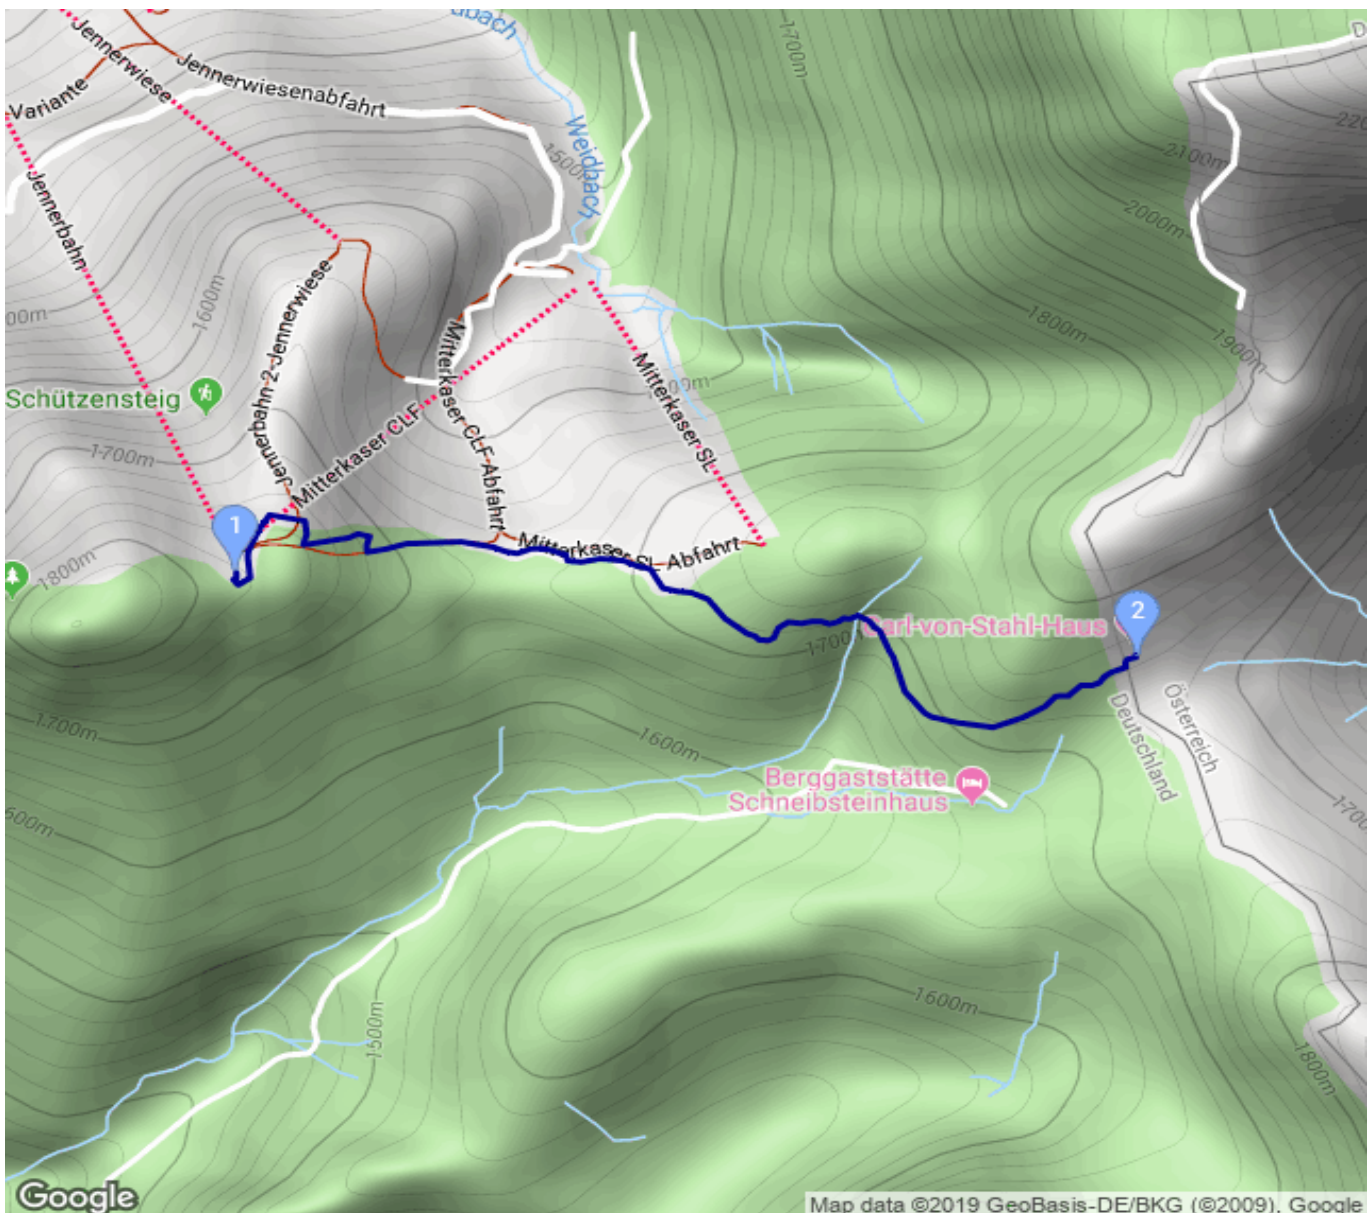 Jennerwiese
Jennerwiesenabfahrt
Variante
Jennerbahn
Weidbach
1500m
1700m
2100m
2000m
1800m
1900m
1600m
Schützensteig
1700m
1800m
Jennerbahn-2-Jennerwiese
Mitterkaser CLF
Mitterkaser CLF-Abfahrt
Mitterkaser SL
Mitterkaser SL Abfahrt
1
2
Carl-von-Stahl-Haus
1700m
Deutschland
Österreich
1700m
1600m
Berggaststätte
Schneibsteinhaus
1500m
1600m
1800m
Google
Map data ©2019 GeoBasis-DE/BKG (©2009), Google